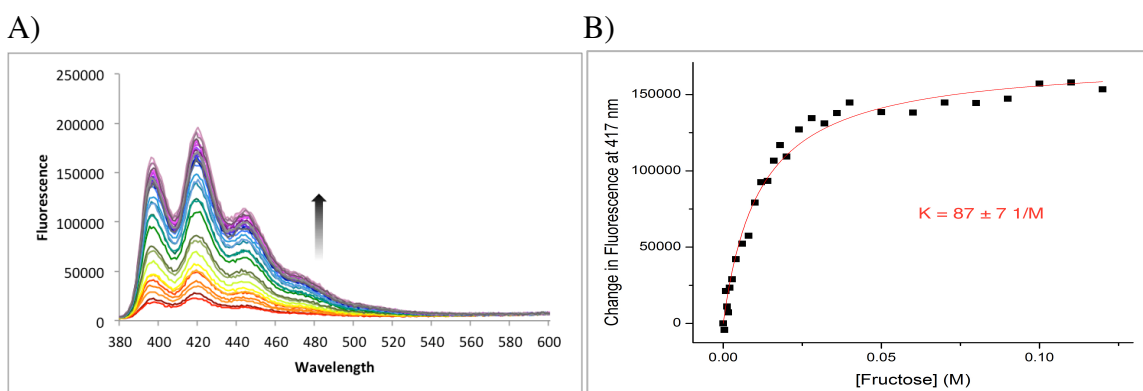 A)
250000
200000
150000
100000
50000
0
Fluorescence
380 400 420 440 460 480 500 520 540 560 580 600
Wavelength
B)
150000
100000
50000
0
Change in Fluorescence at 417 nm
K = 87 ± 7 1/M
0.00 0.05 0.10
[Fructose] (M)